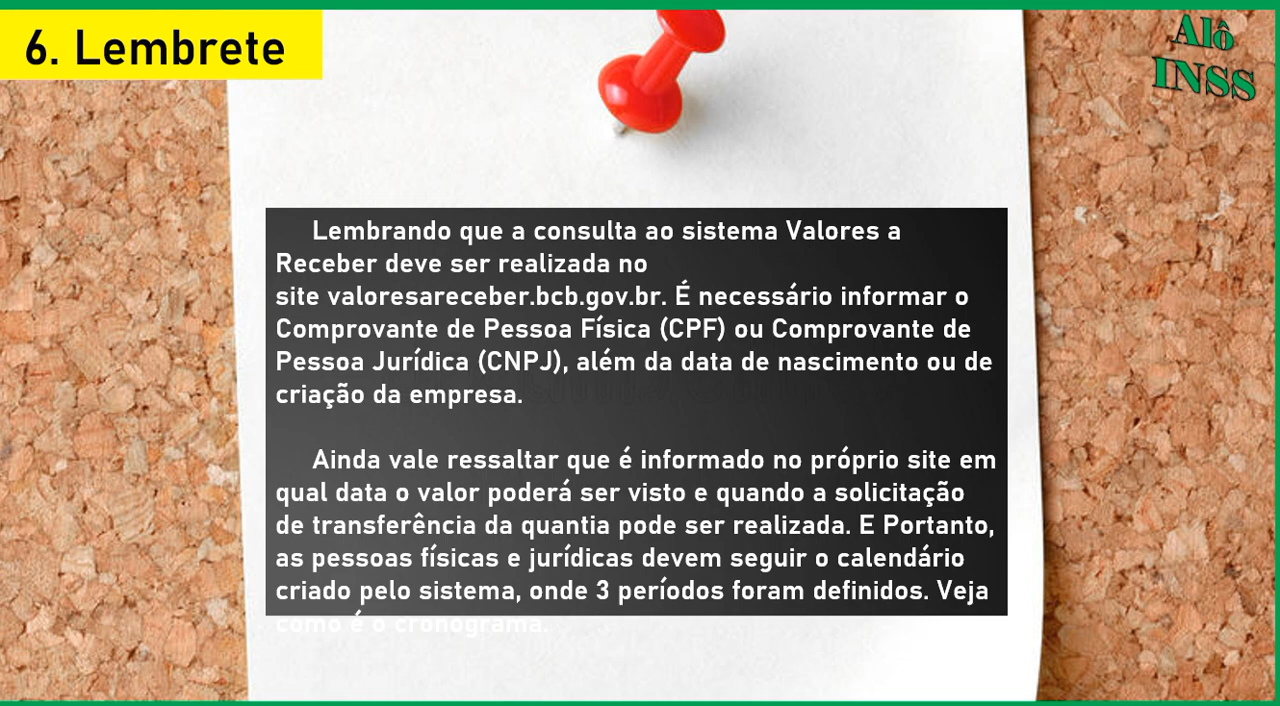 6. Lembrete
Alô
INSS
Lembrando que a consulta ao sistema Valores a
Receber deve ser realizada no
site valoresareceber.bcb.gov.br. É necessário informar o
Comprovante de Pessoa Física (CPF) ou Comprovante de
Pessoa Jurídica (CNPJ), além da data de nascimento ou de
criação da empresa.
Ainda vale ressaltar que é informado no próprio site em
qual data o valor poderá ser visto e quando a solicitação
de transferência da quantia pode ser realizada. E Portanto,
as pessoas físicas e jurídicas devem seguir o calendário
criado pelo sistema, onde 3 períodos foram definidos. Veja
como é o cronograma.